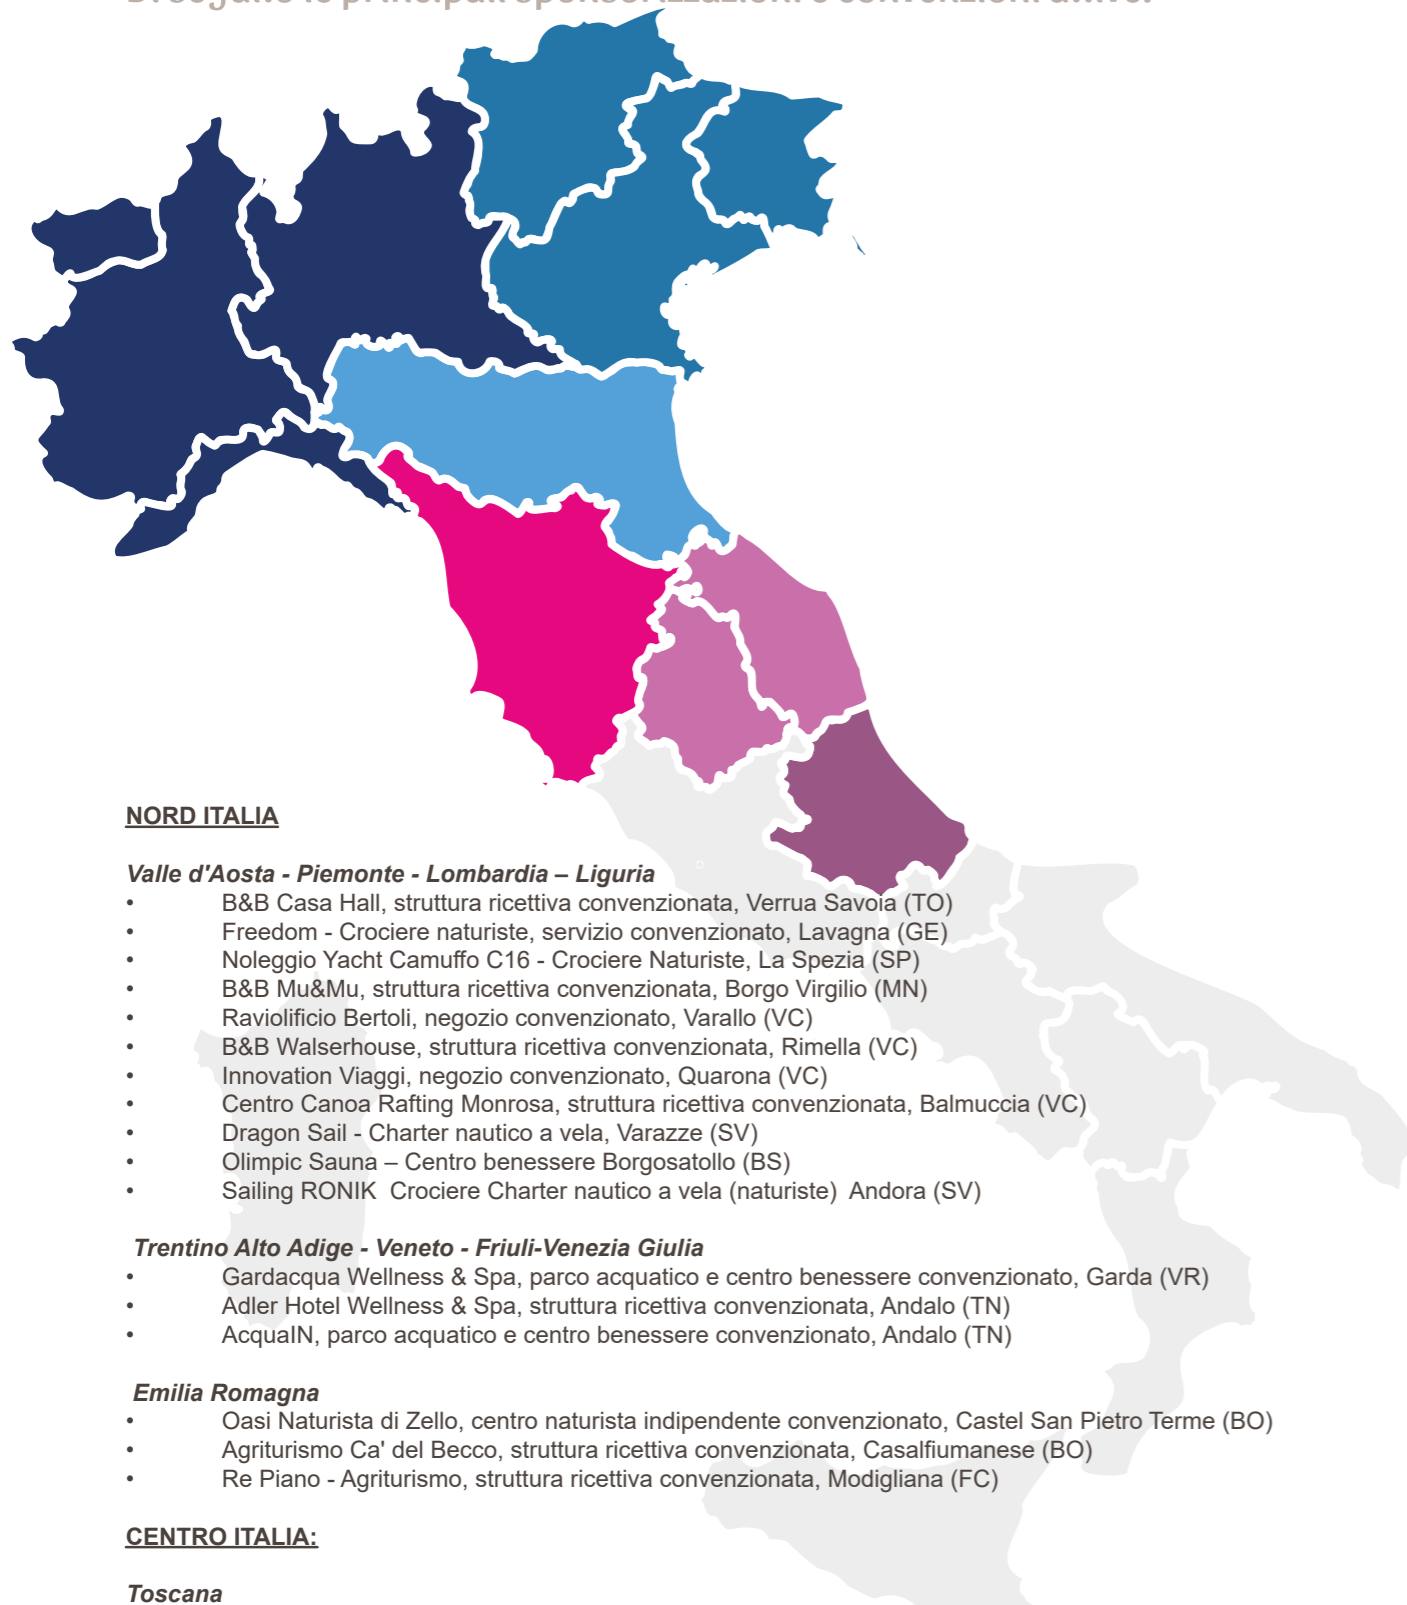 Di seguito le principali sponsorizzazioni e convenzioni attive:
NORD ITALIA
Valle d'Aosta - Piemonte - Lombardia – Liguria
• B&B Casa Hall, struttura ricettiva convenzionata, Verrua Savoia (TO)
• Freedom - Crociere naturiste, servizio convenzionato, Lavagna (GE)
• Noleggio Yacht Camuffo C16 - Crociere Naturiste, La Spezia (SP)
• B&B Mu&Mu, struttura ricettiva convenzionata, Borgo Virgilio (MN)
• Raviolificio Bertoli, negozio convenzionato, Varallo (VC)
• B&B Walserhouse, struttura ricettiva convenzionata, Rimella (VC)
• Innovation Viaggi, negozio convenzionato, Quarona (VC)
• Centro Canoa Rafting Monrosa, struttura ricettiva convenzionata, Balmuccia (VC)
• Dragon Sail - Charter nautico a vela, Varazze (SV)
• Olimpic Sauna – Centro benessere Borgosatollo (BS)
• Sailing RONIK  Crociere Charter nautico a vela (naturiste)  Andora (SV)
Trentino Alto Adige - Veneto - Friuli-Venezia Giulia
• Gardacqua Wellness & Spa, parco acquatico e centro benessere convenzionato, Garda (VR)
• Adler Hotel Wellness & Spa, struttura ricettiva convenzionata, Andalo (TN)
• AcquaIN, parco acquatico e centro benessere convenzionato, Andalo (TN)
Emilia Romagna
• Oasi Naturista di Zello, centro naturista indipendente convenzionato, Castel San Pietro Terme (BO)
• Agriturismo Ca' del Becco, struttura ricettiva convenzionata, Casalfiumanese (BO)
• Re Piano - Agriturismo, struttura ricettiva convenzionata, Modigliana (FC)
CENTRO ITALIA:
Toscana